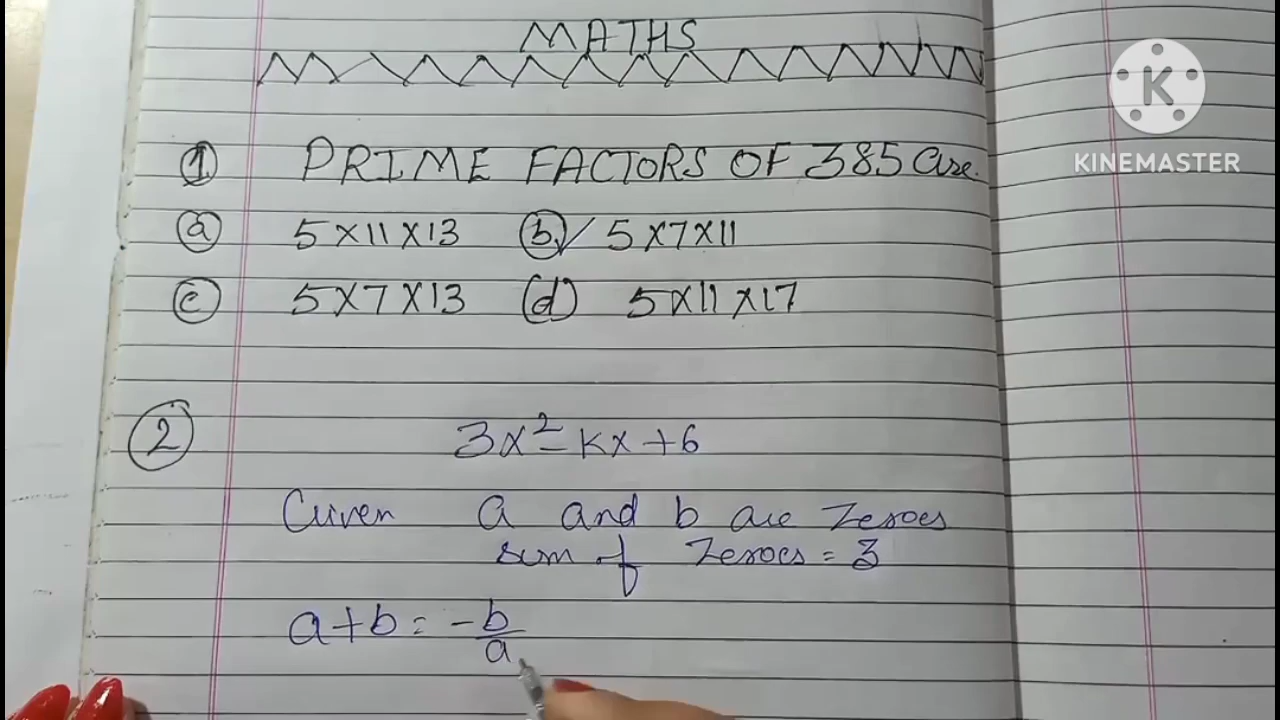 MATHS
① PRIME FACTORS OF 385 are.
ⓐ 5×11×13 ⓑ✓ 5×7×11
ⓒ 5×7×13 ⓓ 5×11×17
② 3x² - kx + 6
Given a and b are zeroes
sum of zeroes = 3
a+b = -b/a
K
KINEMASTER